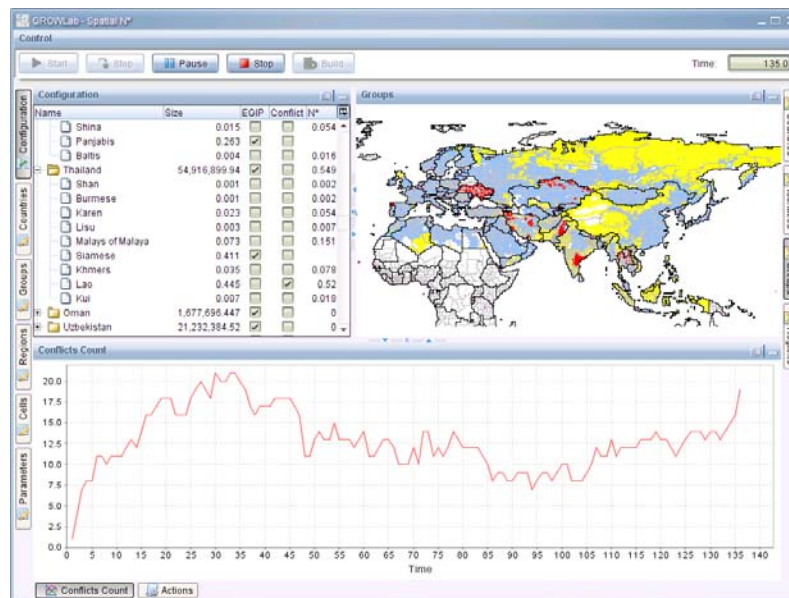 GROWLab - Spatial N*
Control
Start Stop Pause Stop Build Time: 135.0
Configuration
Name Size EGIP Conflict N*
Shina 0.015 0.054
Panjabis 0.263
Baltis 0.004 0.016
Thailand 54,916,899.94 0.549
Shan 0.001 0.002
Burmese 0.001 0.002
Karen 0.023 0.054
Lisu 0.003 0.007
Malays of Malaya 0.073 0.151
Siamese 0.411
Khmers 0.035 0.078
Lao 0.445 0.52
Kui 0.007 0.018
Oman 1,677,696.447 0
Uzbekistan 21,232,384.52 0
Groups
Configuration
Countries
Groups
Regions
Cells
Parameters
Conflicts Count
20.0
17.5
15.0
12.5
10.0
7.5
5.0
2.5
0.0
0 5 10 15 20 25 30 35 40 45 50 55 60 65 70 75 80 85 90 95 100 105 110 115 120 125 130 135 140
Time
Conflicts Count Actions